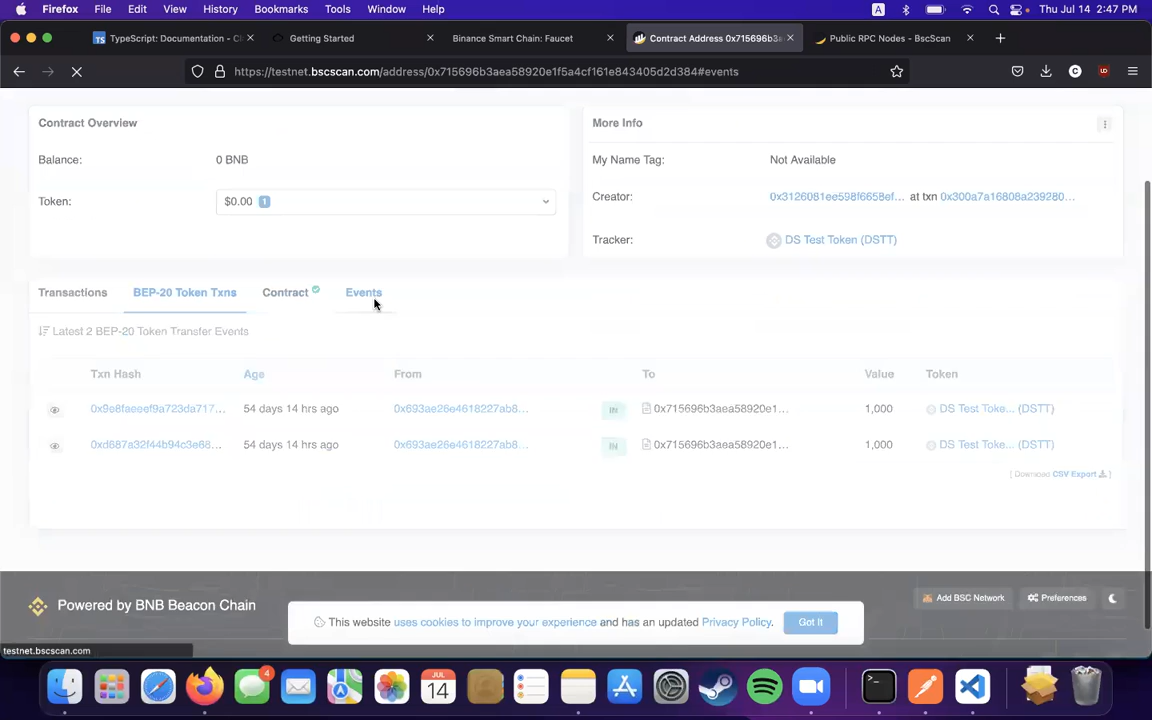 Firefox File Edit View History Bookmarks Tools Window Help A Thu Jul 14 2:47 PM
TS TypeScript: Documentation - Cl Getting Started Binance Smart Chain: Faucet Contract Address 0x715696b3a Public RPC Nodes - BscScan
https://testnet.bscscan.com/address/0x715696b3aea58920e1f5a4cf161e843405d2d384#events
Contract Overview
Balance: 0 BNB
Token: $0.00 1
More Info
My Name Tag: Not Available
Creator: 0x3126081ee598f6658ef... at txn 0x300a7a16808a239280...
Tracker: DS Test Token (DSTT)
Transactions BEP-20 Token Txns Contract Events
Latest 2 BEP-20 Token Transfer Events
Txn Hash Age From To Value Token
0x9e8faeeef9a723da717... 54 days 14 hrs ago 0x693ae26e4618227ab8... IN 0x715696b3aea58920e1... 1,000 DS Test Toke... (DSTT)
0xd687a32f44b94c3e68... 54 days 14 hrs ago 0x693ae26e4618227ab8... IN 0x715696b3aea58920e1... 1,000 DS Test Toke... (DSTT)
[ Download CSV Export ]
Powered by BNB Beacon Chain
Add BSC Network Preferences
This website uses cookies to improve your experience and has an updated Privacy Policy. Got It
testnet.bscscan.com
4
JUL
14